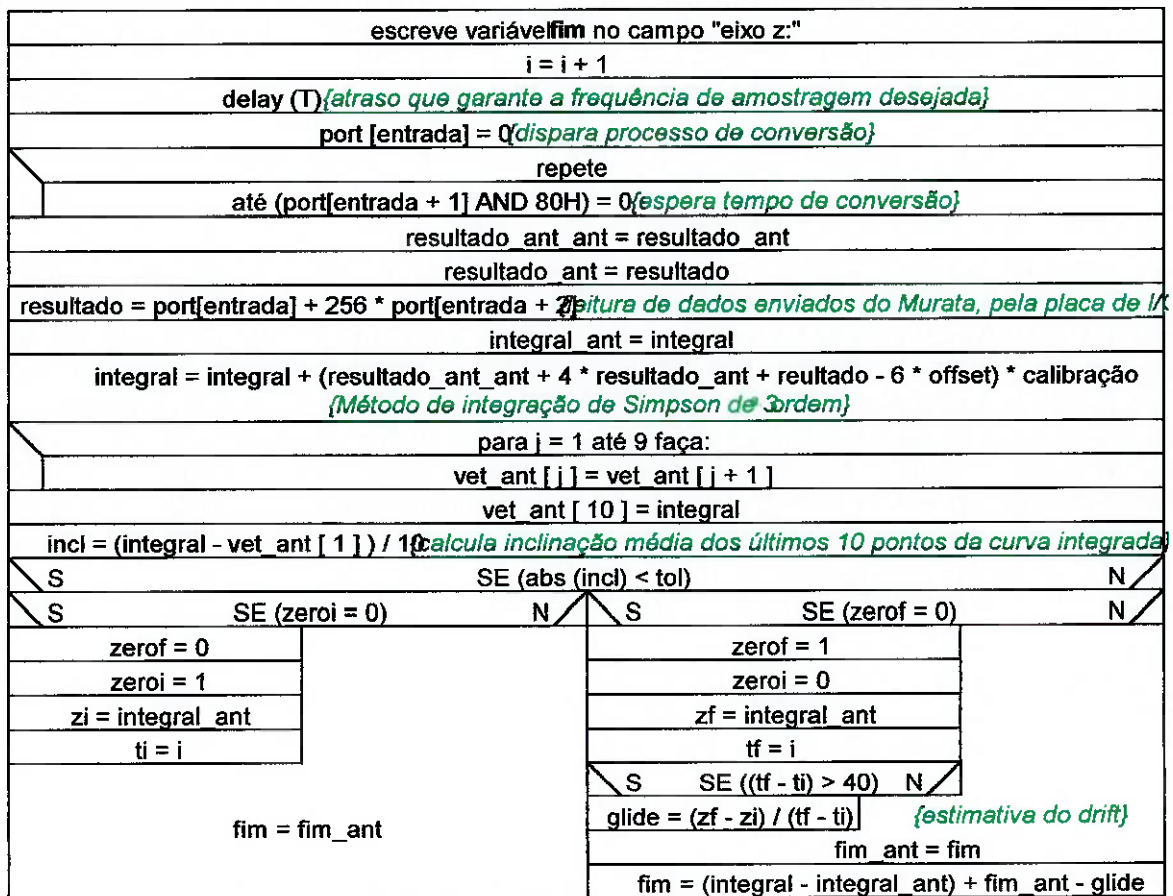 escreve variável fim no campo "eixo z:"
i = i + 1
delay (T){atraso que garante a frequência de amostragem desejada}
port [entrada] = 0{dispara processo de conversão}
repete
até (port[entrada + 1] AND 80H) = 0{espera tempo de conversão}
resultado_ant_ant = resultado_ant
resultado_ant = resultado
resultado = port[entrada] + 256 * port[entrada + 2]{leitura de dados enviados do Murata, pela placa de I/O
integral_ant = integral
integral = integral + (resultado_ant_ant + 4 * resultado_ant + reultado - 6 * offset) * calibração
{Método de integração de Simpson de 3ordem}
para j = 1 até 9 faça:
vet_ant [ j ] = vet_ant [ j + 1 ]
vet_ant [ 10 ] = integral
incl = (integral - vet_ant [ 1 ] ) / 10{calcula inclinação média dos últimos 10 pontos da curva integrada}
S SE (abs (incl) < tol) N
S SE (zeroi = 0) N S SE (zerof = 0) N
zerof = 0 zerof = 1
zeroi = 1 zeroi = 0
zi = integral_ant zf = integral_ant
ti = i tf = i
S SE ((tf - ti) > 40) N
glide = (zf - zi) / (tf - ti) {estimativa do drift}
fim = fim_ant fim_ant = fim
fim = (integral - integral_ant) + fim_ant - glide